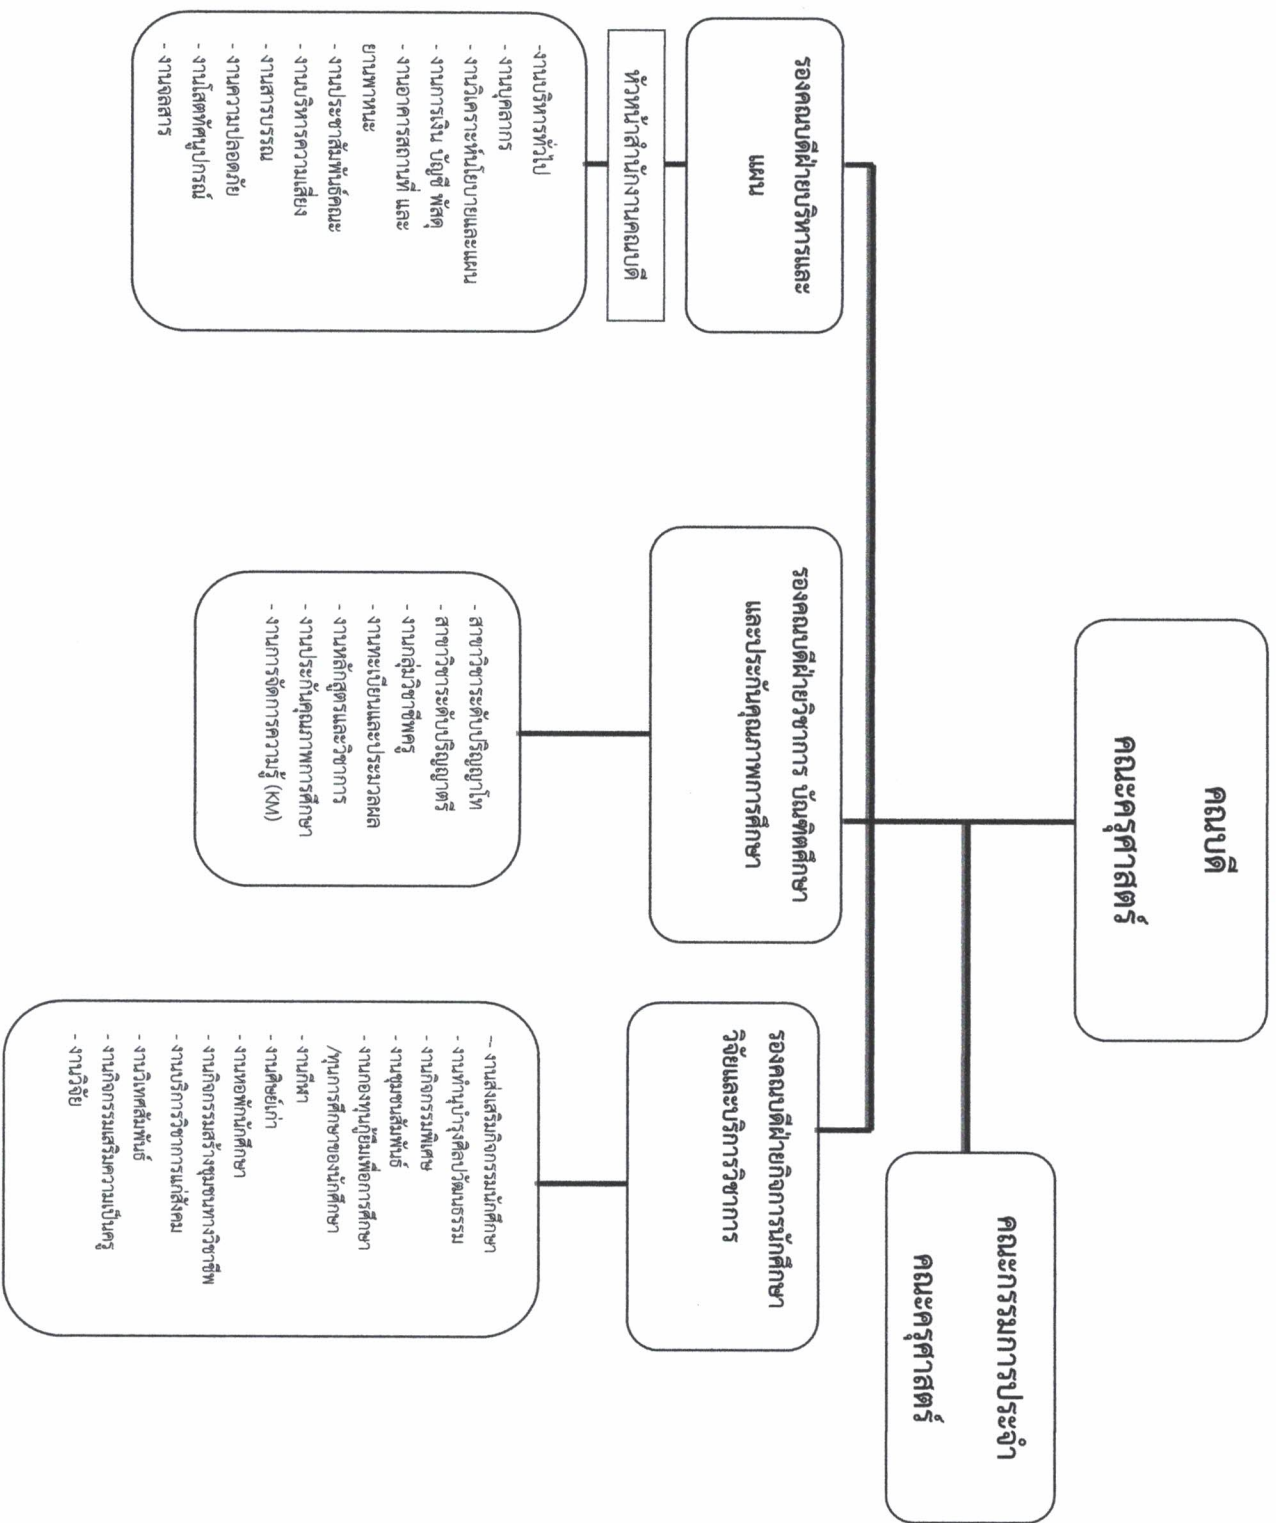 คณบดี
คณะครุศาสตร์
คณะกรรมการประจำ
คณะครุศาสตร์
รองคณบดีฝ่ายบริหารและ
แผน
หัวหน้าสำนักงานคณบดี
-งานบริหารทั่วไป
- งานบุคลากร
- งานวิเคราะห์นโยบายและแผน
- งานการเงิน บัญชี พัสดุ
- งานอาคารสถานที่ และ
ยานพาหนะ
- งานประชาสัมพันธ์คณะ
- งานบริหารความเสี่ยง
- งานสารบรรณ
- งานความปลอดภัย
- งานโสตทัศนูปกรณ์
- งานจุลสาร
รองคณบดีฝ่ายวิชาการ บัณฑิตศึกษา
และประกันคุณภาพการศึกษา
- สาขาวิชาระดับปริญญาโท
- สาขาวิชาระดับปริญญาตรี
- งานกลุ่มวิชาชีพครู
- งานทะเบียนและประมวลผล
- งานหลักสูตรและวิชาการ
- งานประกันคุณภาพการศึกษา
- งานการจัดการความรู้ (KM)
รองคณบดีฝ่ายกิจการนักศึกษา
วิจัยและบริการวิชาการ
– งานส่งเสริมกิจกรรมนักศึกษา
- งานทำนุบำรุงศิลปวัฒนธรรม
- งานกิจกรรมพิเศษ
- งานชุมชนสัมพันธ์
- งานกองทุนกู้ยืมเพื่อการศึกษา
/ทุนการศึกษาของนักศึกษา
- งานกีฬา
- งานศิษย์เก่า
- งานหอพักนักศึกษา
- งานกิจกรรมสร้างชุมชนทางวิชาชีพ
- งานบริการวิชาการแก่สังคม
- งานวิเทศสัมพันธ์
- งานกิจกรรมเสริมความเป็นครู
- งานวิจัย